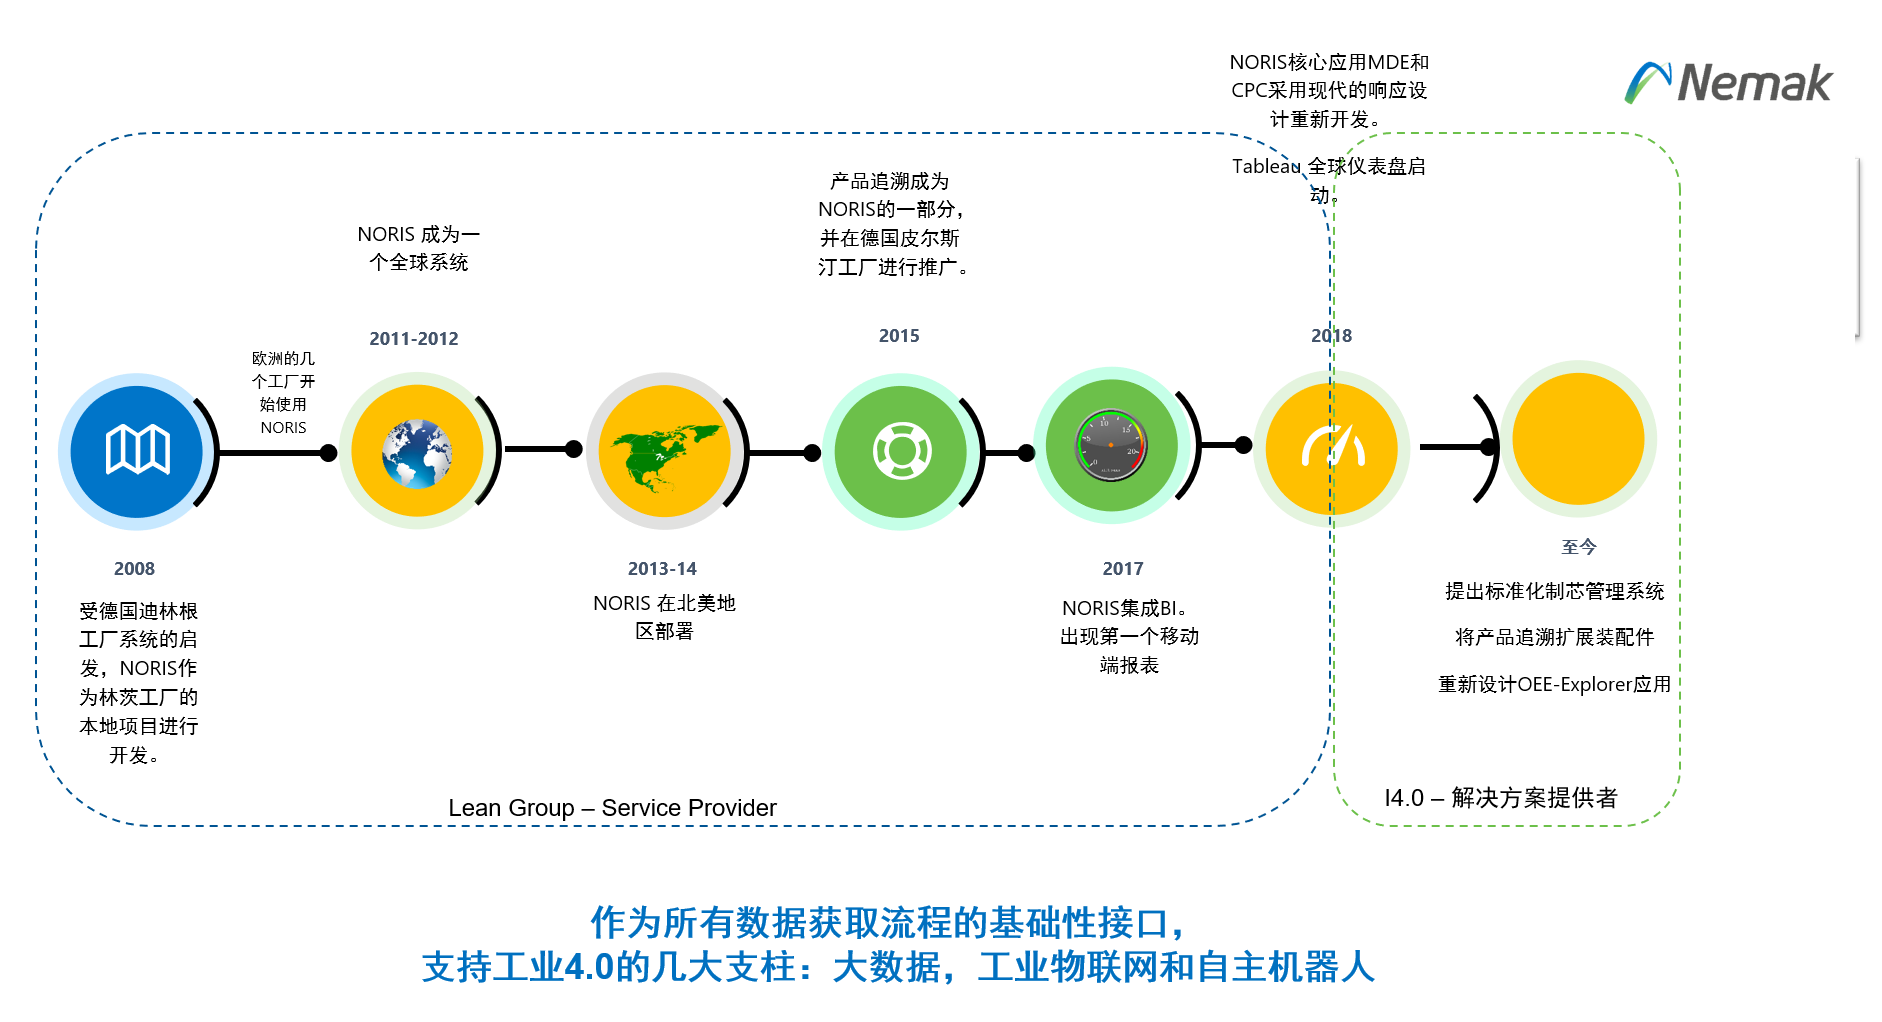 NORIS核心应用MDE和
CPC采用现代的响应设
计重新开发。
Tableau 全球仪表盘启
动。
Nemak
产品追溯成为
NORIS的一部分，
并在德国皮尔斯
汀工厂进行推广。
NORIS 成为一
个全球系统
2011-2012
2015
2018
欧洲的几
个工厂开
始使用
NORIS
0
5
10
15
20
2008
受德国迪林根
工厂系统的启
发，NORIS作
为林茨工厂的
本地项目进行
开发。
2013-14
NORIS 在北美地
区部署
2017
NORIS集成BI。
出现第一个移动
端报表
至今
提出标准化制芯管理系统
将产品追溯扩展装配件
重新设计OEE-Explorer应用
Lean Group – Service Provider
I4.0 – 解决方案提供者
作为所有数据获取流程的基础性接口，
支持工业4.0的几大支柱：大数据，工业物联网和自主机器人